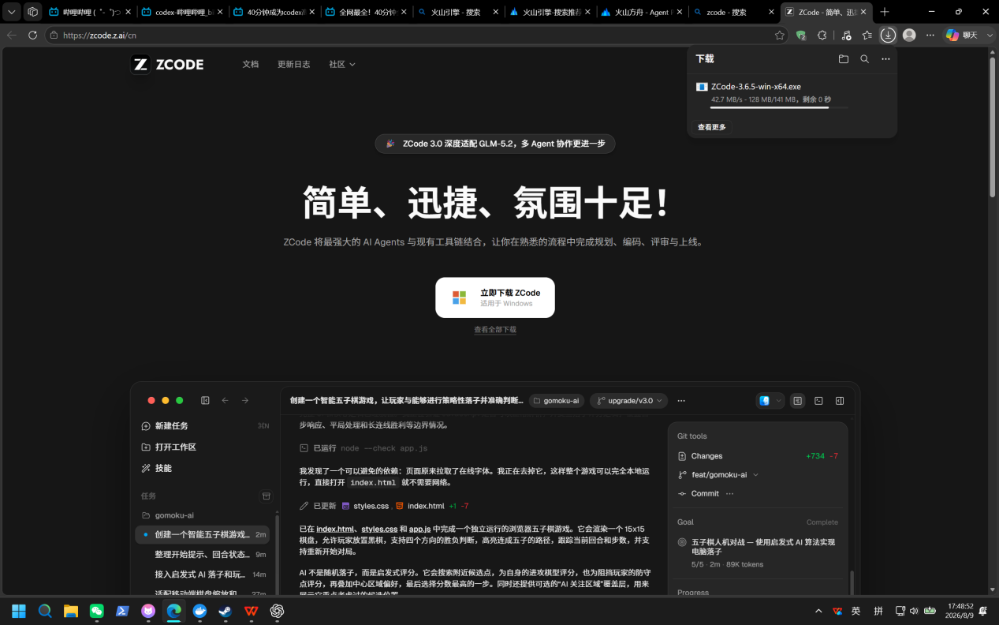 哔哩哔哩 (゜-゜)つ
codex-哔哩哔哩_bi
40分钟成为codex高
全网最全！40分钟
火山引擎 - 搜索
火山引擎-搜索推荐
火山方舟 - Agent
zcode - 搜索
ZCode - 简单、迅
https://zcode.z.ai/cn
聊天
ZCODE
文档
更新日志
社区
下载
ZCode-3.6.5-win-x64.exe
42.7 MB/s - 128 MB/141 MB，剩余 0 秒
查看更多
ZCode 3.0 深度适配 GLM-5.2，多 Agent 协作更进一步
简单、迅捷、氛围十足！
ZCode 将最强大的 AI Agents 与现有工具链结合，让你在熟悉的流程中完成规划、编码、评审与上线。
立即下载 ZCode
适用于 Windows
查看全部下载
新建任务
⌘N
打开工作区
技能
任务
gomoku-ai
创建一个智能五子棋游戏... 2m
整理开始提示、回合状态... 9m
接入启发式 AI 落子和玩... 14m
适配移动端棋盘缩放和 27m
创建一个智能五子棋游戏，让玩家与能够进行策略性落子并准确判断...
gomoku-ai
upgrade/v3.0
步响应、平局处理和长连线胜利等边界情况。
已运行 node --check app.js
我发现了一个可以避免的依赖：页面原来拉取了在线字体。我正在去掉它，这样整个游戏可以完全本地运
行，直接打开 index.html 就不需要网络。
已更新 styles.css , index.html +1 -7
已在 index.html、styles.css 和 app.js 中完成一个独立运行的浏览器五子棋游戏。它会渲染一个 15x15
棋盘，允许玩家放置黑棋，支持四个方向的胜负判断，高亮连成五子的路径，跟踪当前回合和步数，并支
持重新开始对局。
AI 不是随机落子，而是启发式评分。它会搜索附近候选点，为自身的进攻模型评分，也为阻挡玩家的防守
点评分，再叠加中心区域偏好，最后选择分数最高的一步。同时还提供可选的“AI 关注区域”覆盖层，用来
展示它重点考虑过的候选位置。
Git tools
Changes
+734 -7
feat/gomoku-ai
Commit
Goal
Complete
五子棋人机对战 — 使用启发式 AI 算法实现
电脑落子
5/5 · 2m · 89K tokens
Progress
英
拼
17:48:52
2026/8/9